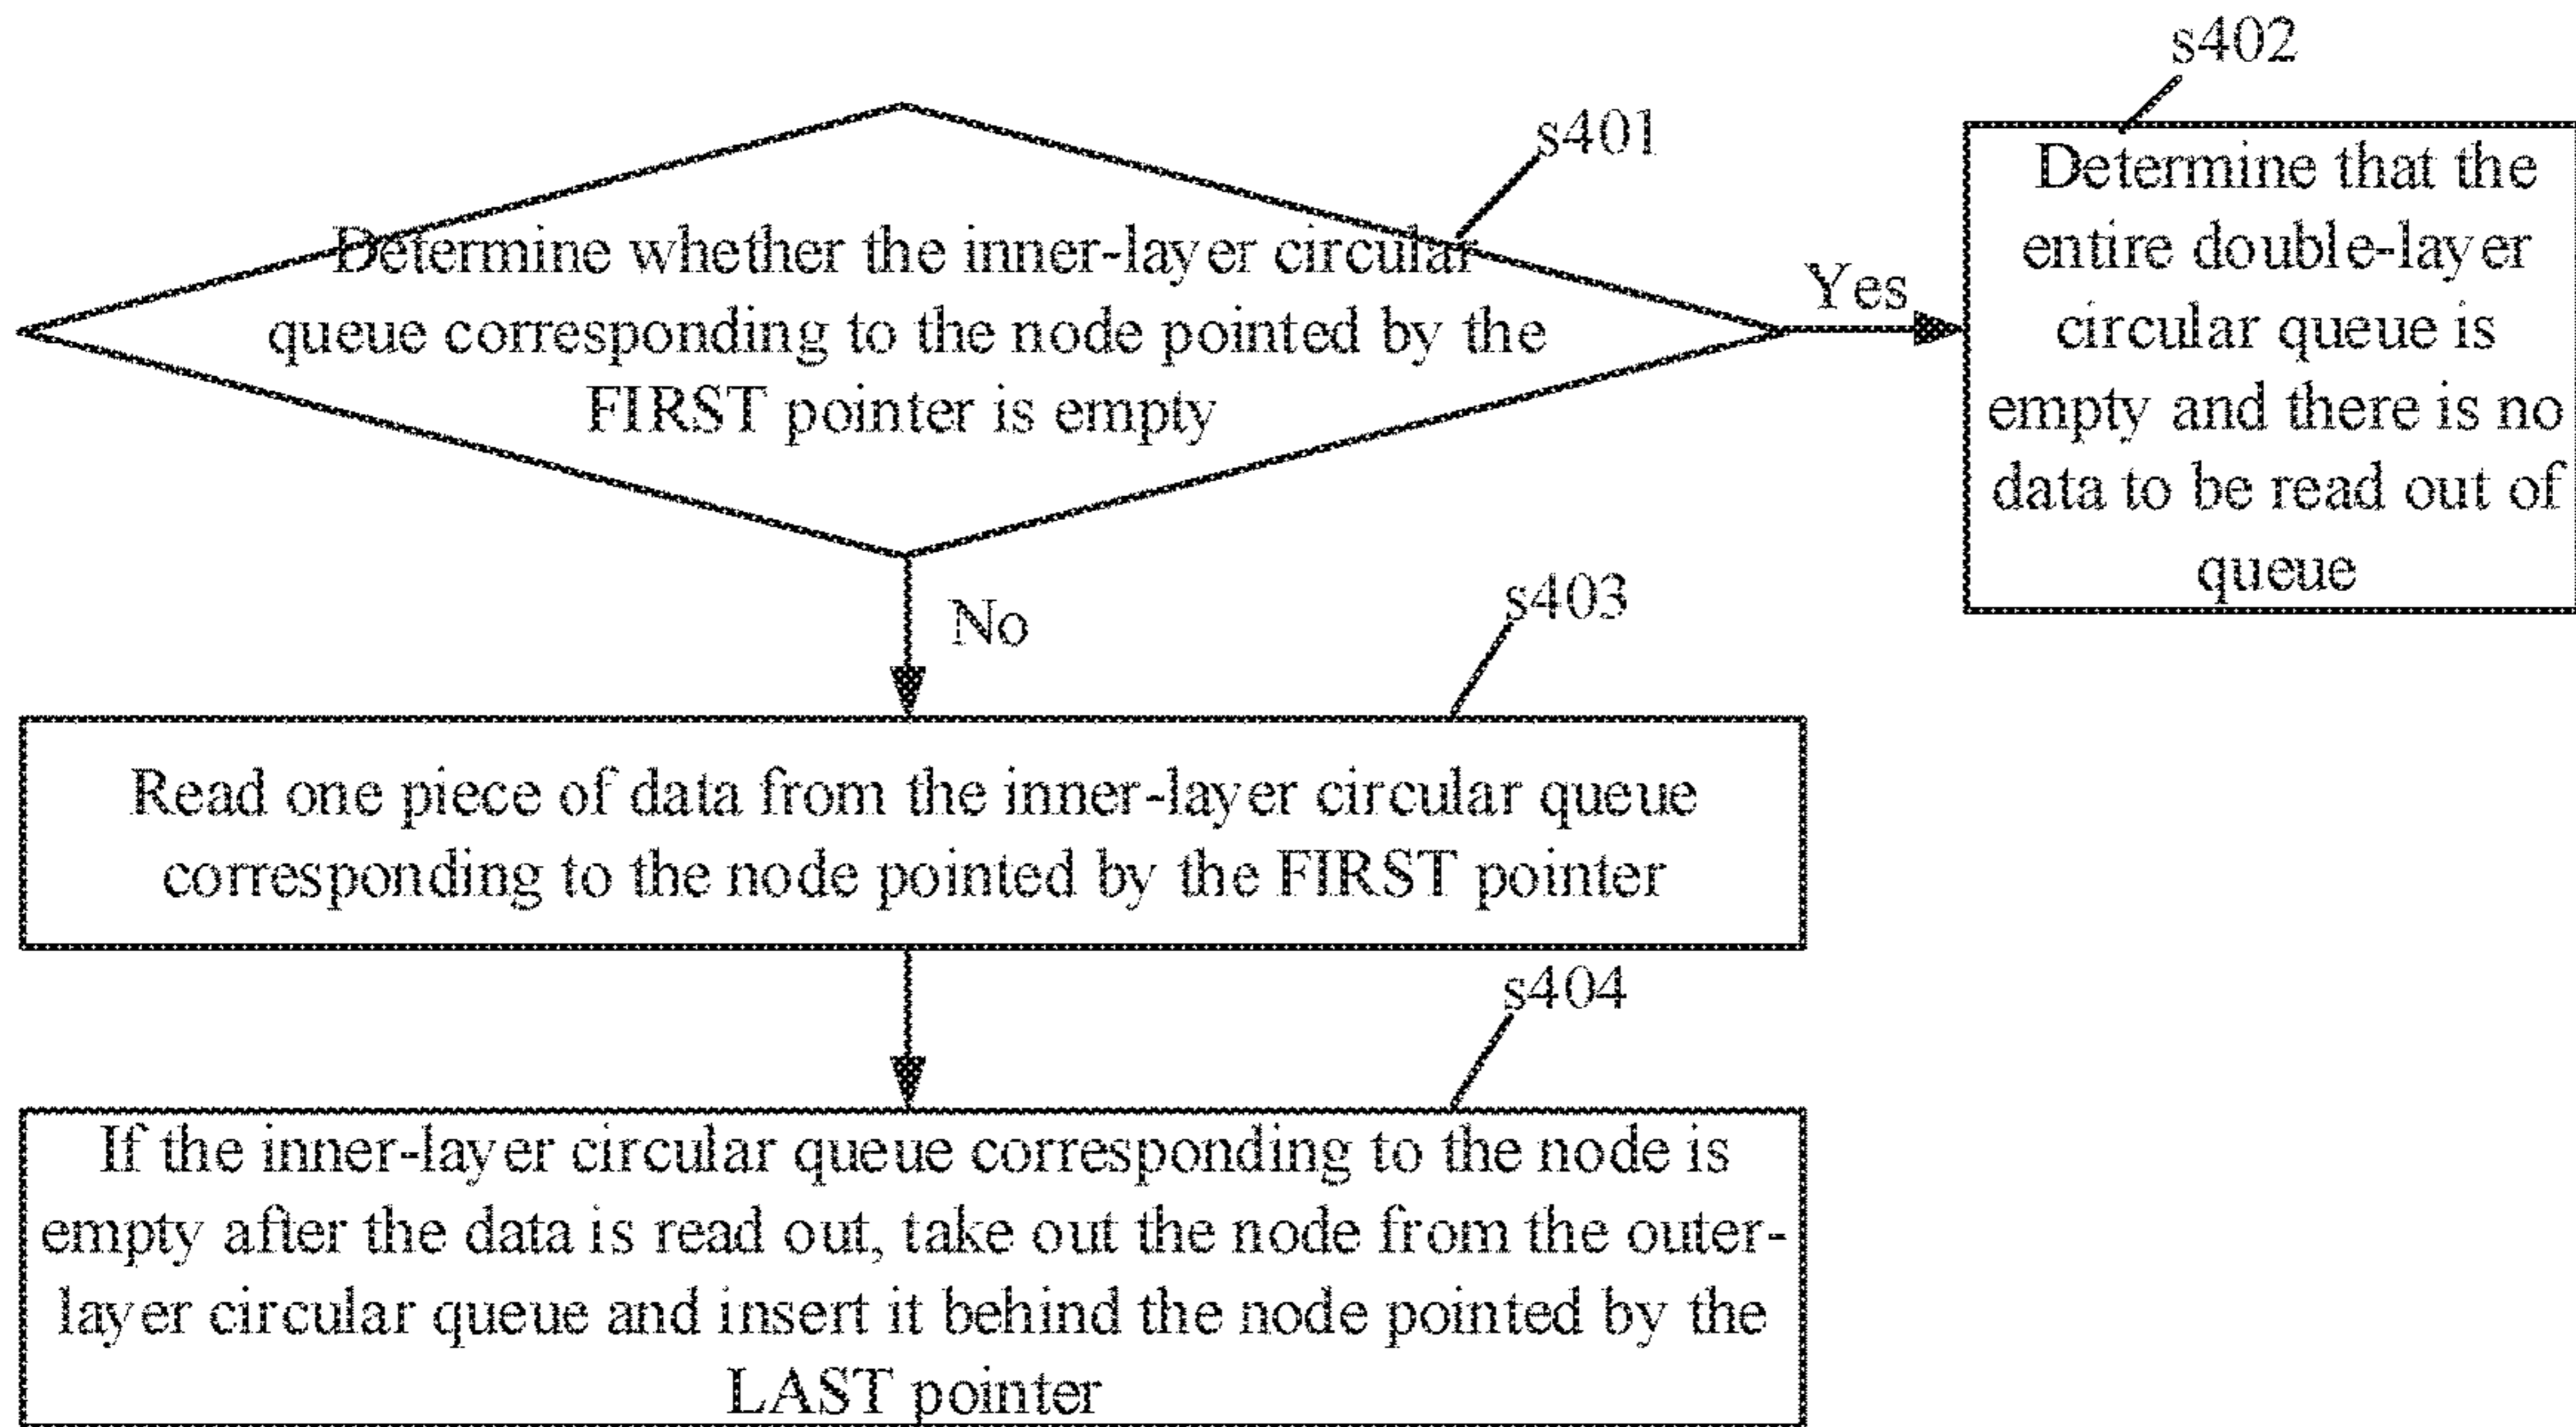 s401
Determine whether the inner-layer circular
queue corresponding to the node pointed by the
FIRST pointer is empty
Yes
s402
Determine that the
entire double-layer
circular queue is
empty and there is no
data to be read out of
queue
No
s403
Read one piece of data from the inner-layer circular queue
corresponding to the node pointed by the FIRST pointer
s404
If the inner-layer circular queue corresponding to the node is
empty after the data is read out, take out the node from the outer-
layer circular queue and insert it behind the node pointed by the
LAST pointer